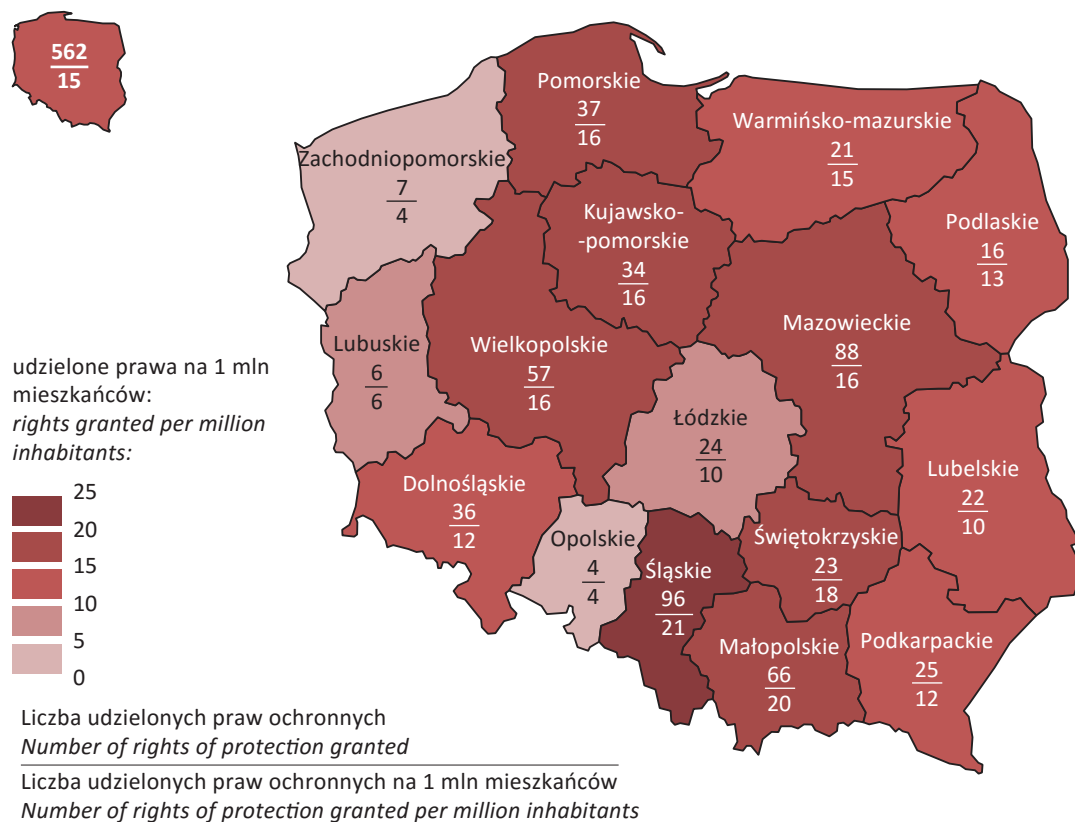 562
15
Pomorskie
37
16
Warmińsko-mazurskie
21
15
Zachodniopomorskie
7
4
Kujawsko-
-pomorskie
34
16
Podlaskie
16
13
Mazowieckie
88
16
Lubuskie
6
6
Wielkopolskie
57
16
Łódzkie
24
10
Lubelskie
22
10
Dolnośląskie
36
12
Opolskie
4
4
Śląskie
96
21
Świętokrzyskie
23
18
Małopolskie
66
20
Podkarpackie
25
12
udzielone prawa na 1 mln
mieszkańców:
rights granted per million
inhabitants:
25
20
15
10
5
0
Liczba udzielonych praw ochronnych
Number of rights of protection granted
Liczba udzielonych praw ochronnych na 1 mln mieszkańców
Number of rights of protection granted per million inhabitants